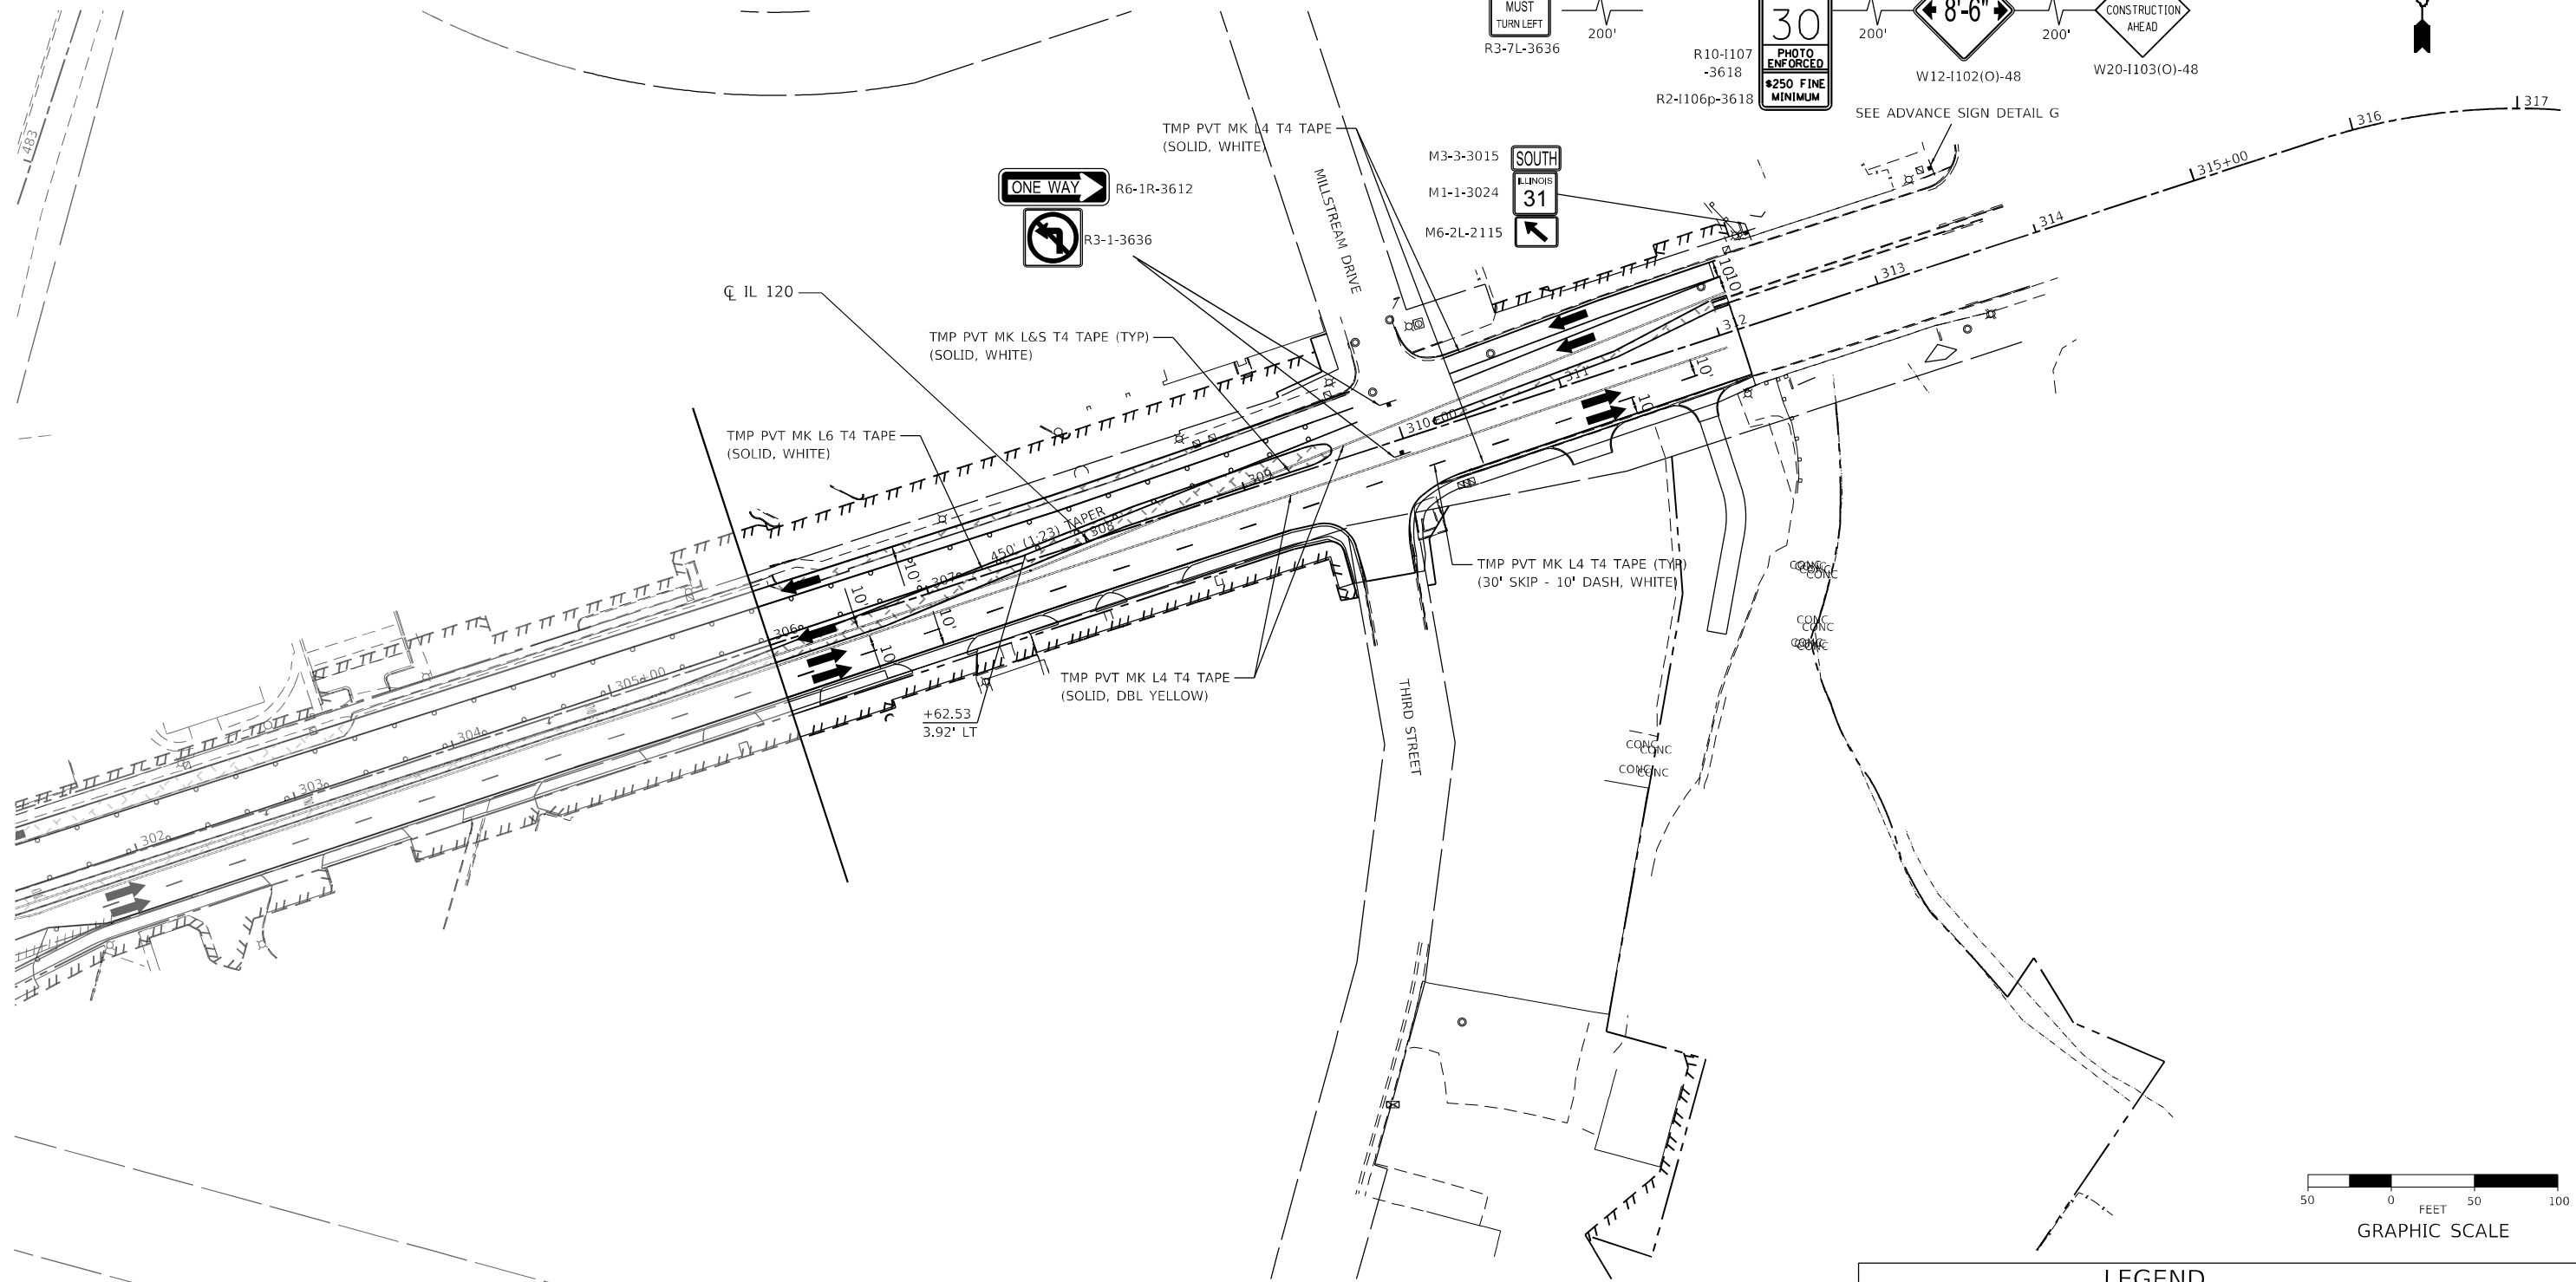 MUST
TURN LEFT
R3-7L-3636
200'
30
PHOTO
ENFORCED
$250 FINE
MINIMUM
R10-I107
-3618
R2-I106p-3618
200'
8'-6"
W12-I102(O)-48
200'
CONSTRUCTION
AHEAD
W20-I103(O)-48
SEE ADVANCE SIGN DETAIL G
483
TMP PVT MK L4 T4 TAPE
(SOLID, WHITE)
M3-3-3015
SOUTH
M1-1-3024
ILLINOIS
31
M6-2L-2115
ONE WAY
R6-1R-3612
R3-1-3636
MILLSTREAM DRIVE
℄ IL 120
TMP PVT MK L&S T4 TAPE (TYP)
(SOLID, WHITE)
TMP PVT MK L6 T4 TAPE
(SOLID, WHITE)
317
316
315+00
314
313
312
311
310+00
309
308
307
306
305+00
304
303
302
10'
10'
10'
10'
450' (1:23) TAPER
10'
10'
10'
10'
TMP PVT MK L4 T4 TAPE (TYP)
(30' SKIP - 10' DASH, WHITE)
TMP PVT MK L4 T4 TAPE
(SOLID, DBL YELLOW)
+62.53
3.92' LT
THIRD STREET
CONC
CONC
CONC
CONC
CONC
CONC
CONC
CONC
CONC
CONC
CONC
50
0
50
100
FEET
GRAPHIC SCALE
LEGEND